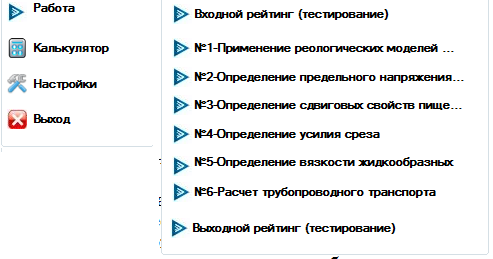 Работа
Калькулятор
Настройки
Выход
Входной рейтинг (тестирование)
№1-Применение реологических моделей ...
№2-Определение предельного напряжения...
№3-Определение сдвиговых свойств пище...
№4-Определение усилия среза
№5-Определение вязкости жидкообразных
№6-Расчет трубопроводного транспорта
Выходной рейтинг (тестирование)